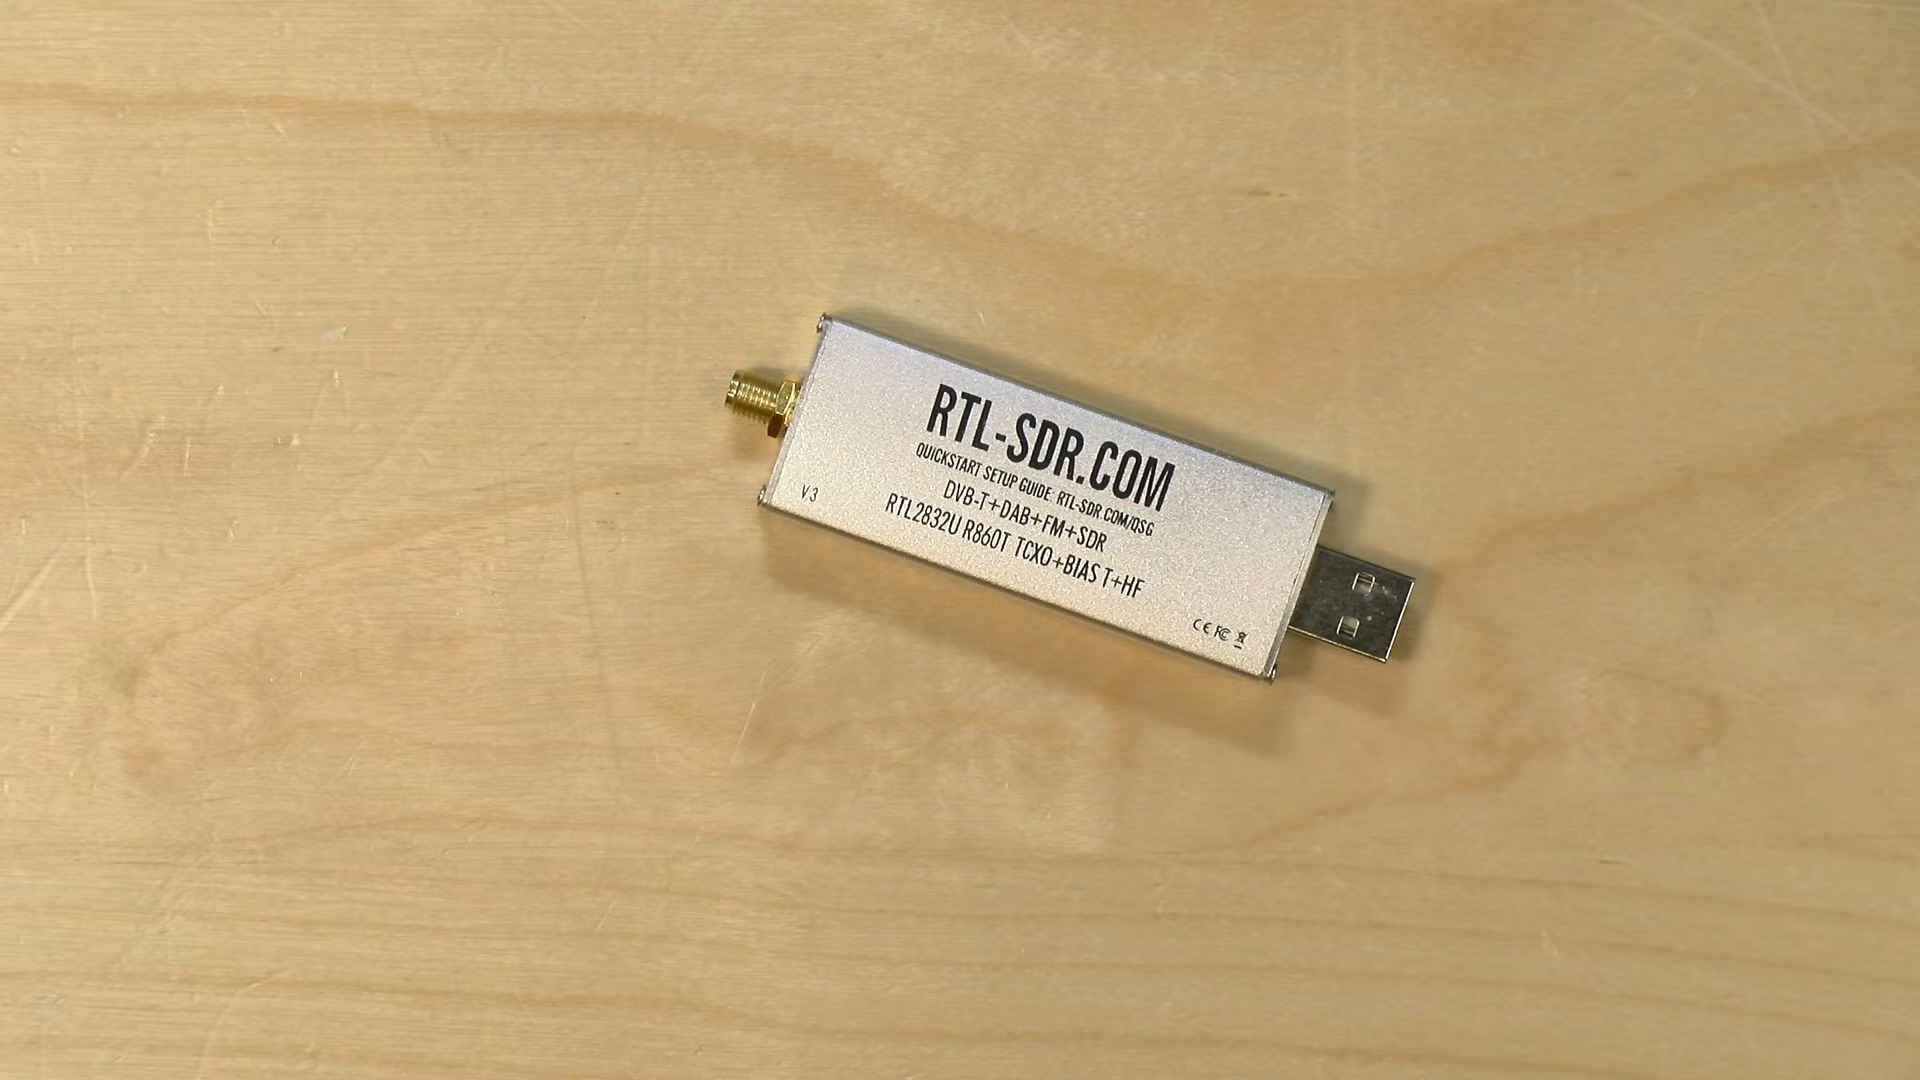 RTL-SDR.COM
QUICKSTART SETUP GUIDE: RTL-SDR.COM/QSG
DVB-T+DAB+FM+SDR
RTL2832U R860T TCXO+BIAS T+HF
V3
CE FC